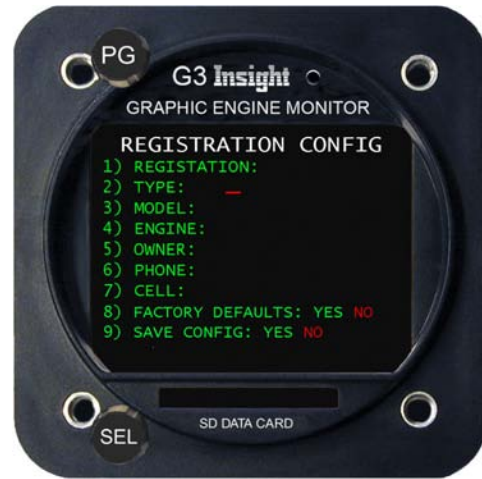 PG
G3 Insight
GRAPHIC ENGINE MONITOR
REGISTRATION CONFIG
1) REGISTATION:
2) TYPE: _
3) MODEL:
4) ENGINE:
5) OWNER:
6) PHONE:
7) CELL:
8) FACTORY DEFAULTS: YES NO
9) SAVE CONFIG: YES NO
SD DATA CARD
SEL